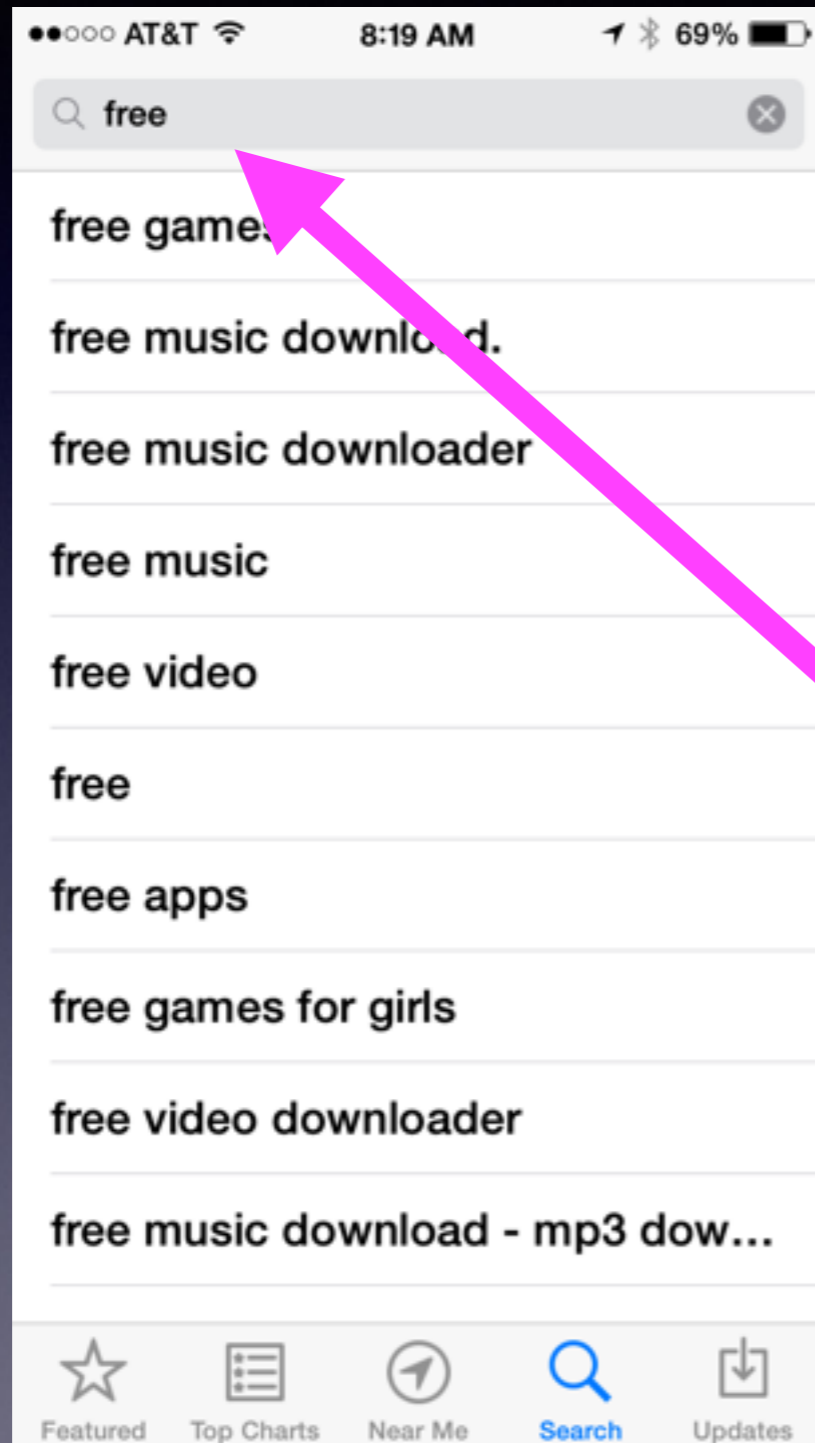 AT&T 8:19 AM 69%
free
free games
free music download.
free music downloader
free music
free video
free
free apps
free games for girls
free video downloader
free music download - mp3 dow...
Featured Top Charts Near Me Search Updates